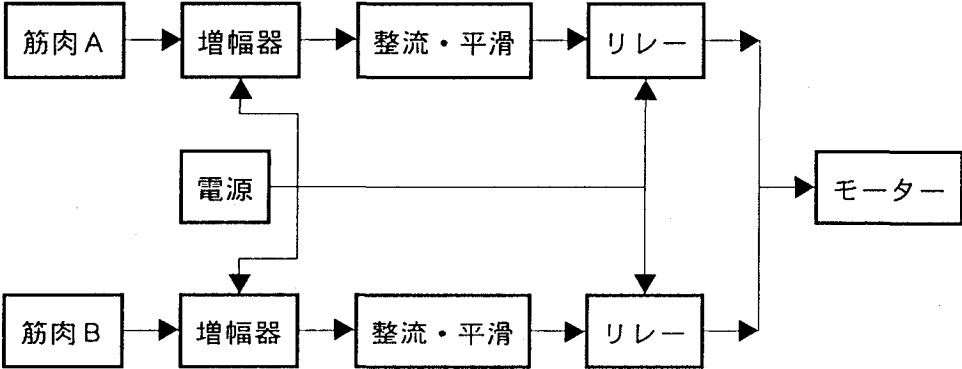 筋肉A
増幅器
整流・平滑
リレー
電源
モーター
筋肉B
増幅器
整流・平滑
リレー